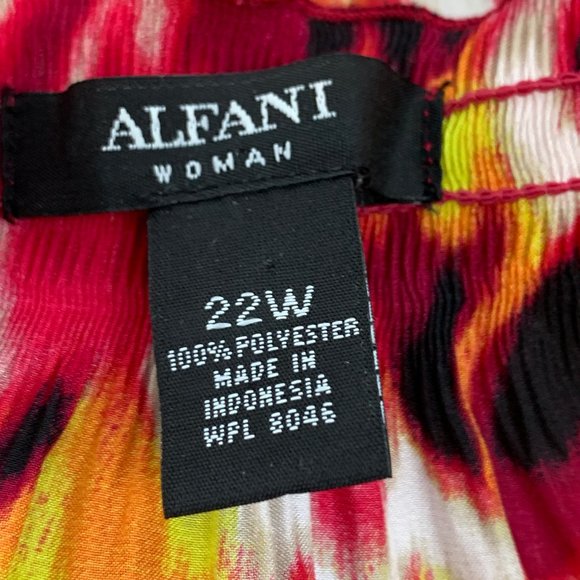 ALFANI
WOMAN
22W
100% POLYESTER
MADE IN
INDONESIA
WPL 8046